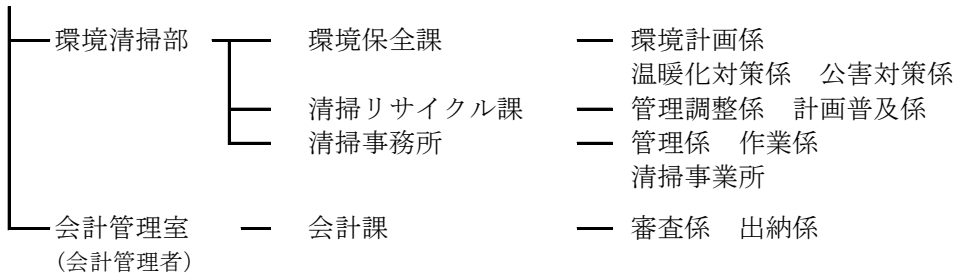 環境清掃部　環境保全課　環境計画係
温暖化対策係　公害対策係
清掃リサイクル課　管理調整係　計画普及係
清掃事務所　管理係　作業係
清掃事業所
会計管理室　会計課　審査係　出納係
(会計管理者)